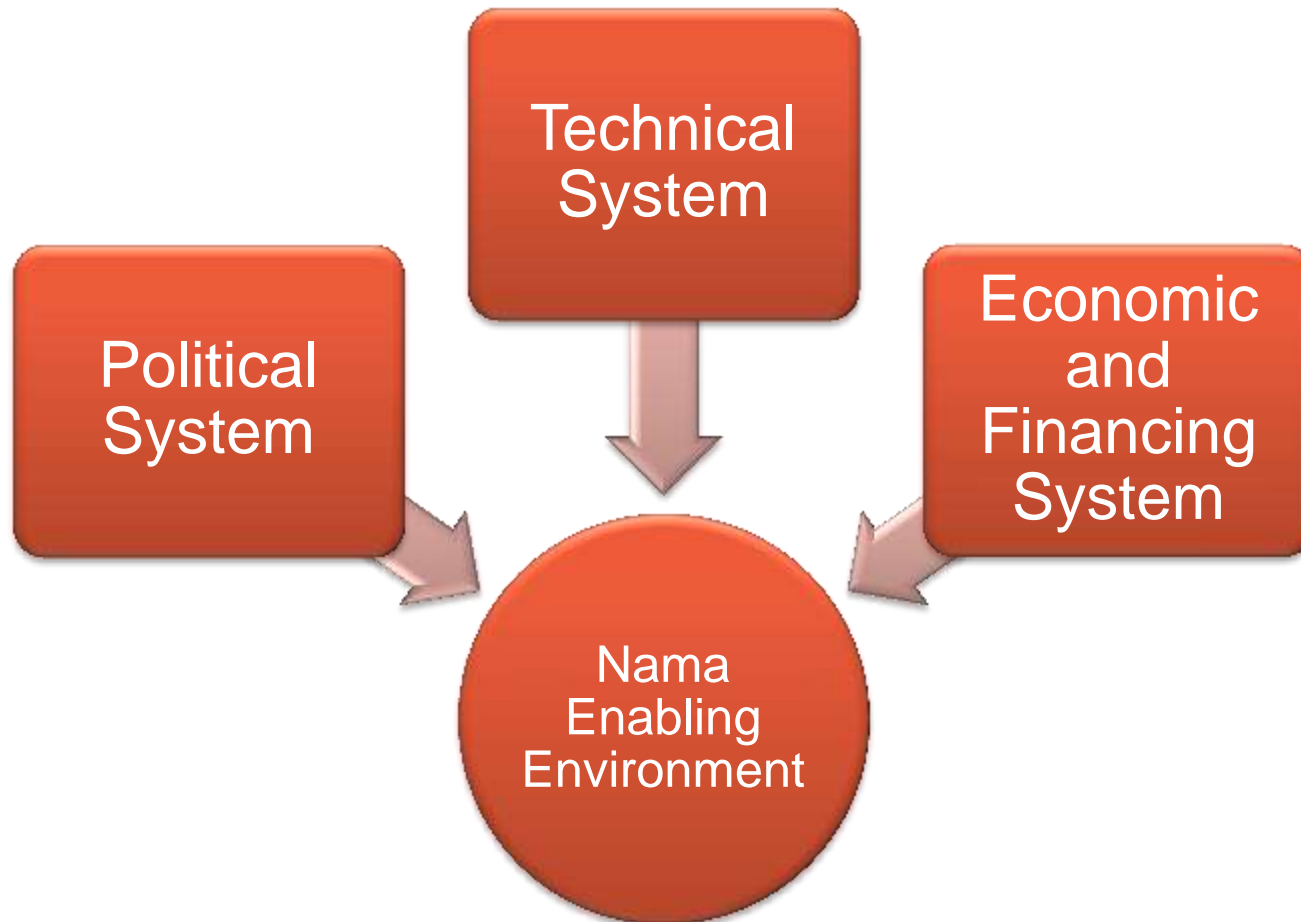 Technical
System
Political
System
Economic
and
Financing
System
Nama
Enabling
Environment